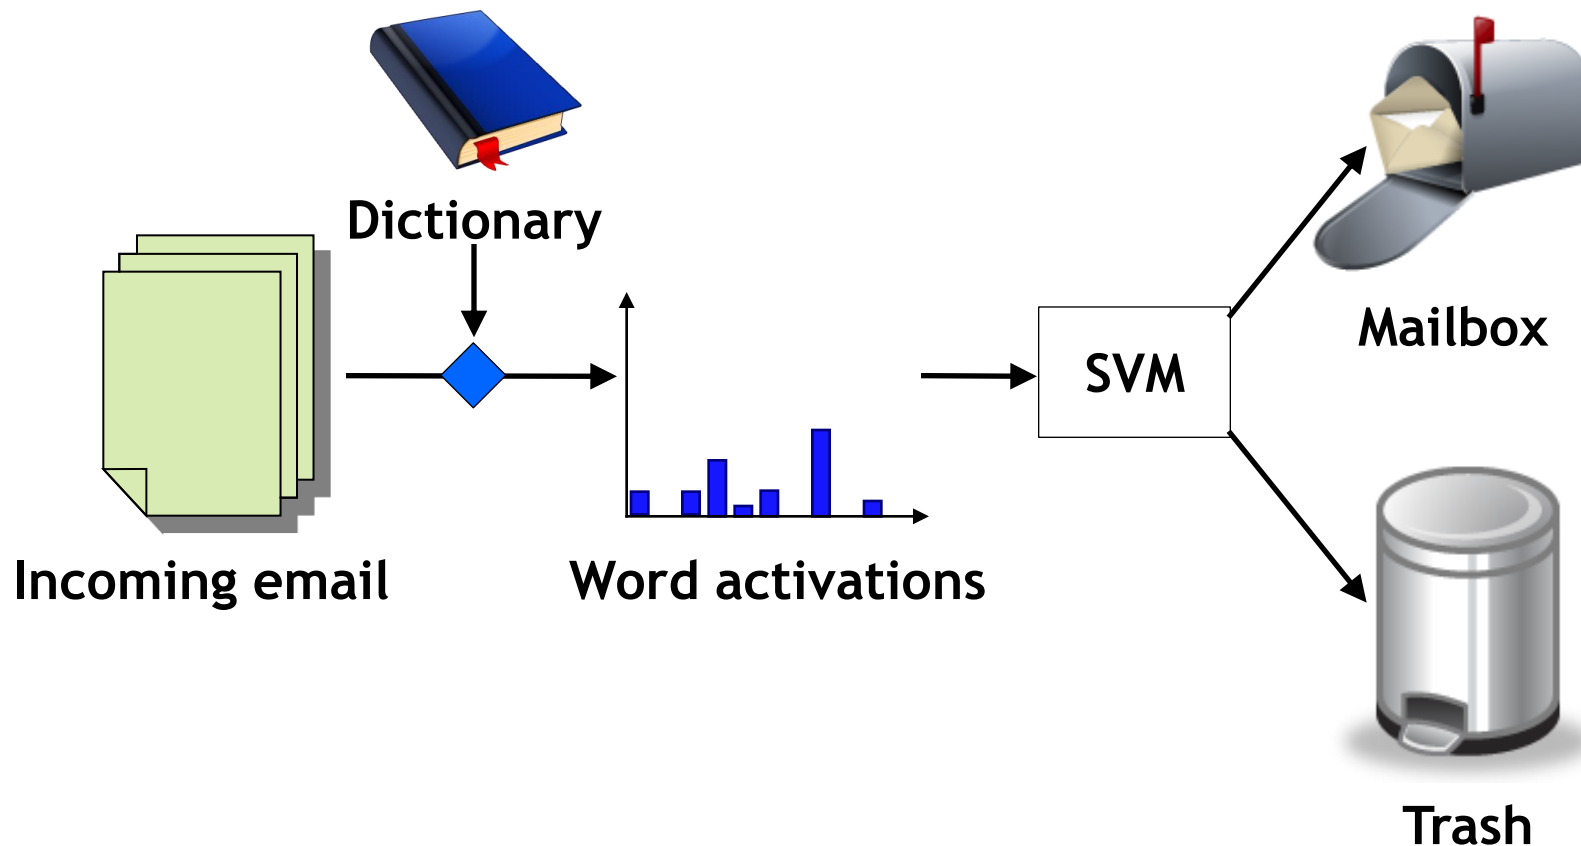 Dictionary
Incoming email
Word activations
SVM
Mailbox
Trash